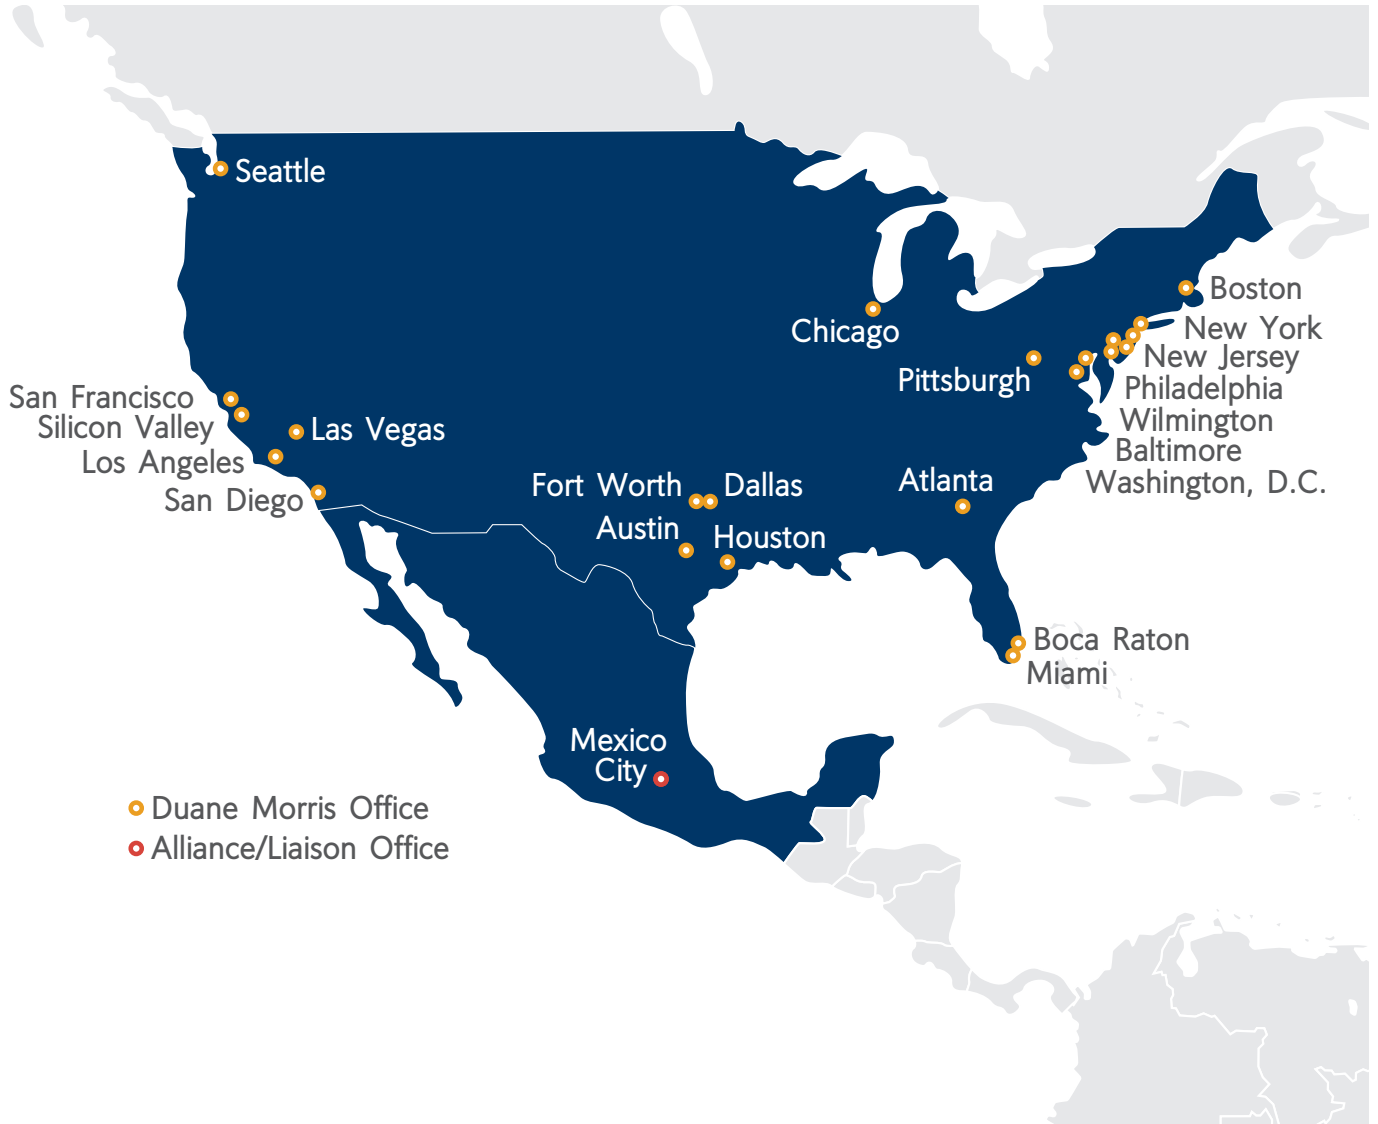 Seattle
Boston
Chicago
New York
New Jersey
Pittsburgh
Philadelphia
San Francisco
Silicon Valley
Las Vegas
Wilmington
Baltimore
Los Angeles
Washington, D.C.
San Diego
Fort Worth
Dallas
Atlanta
Austin
Houston
Boca Raton
Miami
Mexico
City
Duane Morris Office
Alliance/Liaison Office